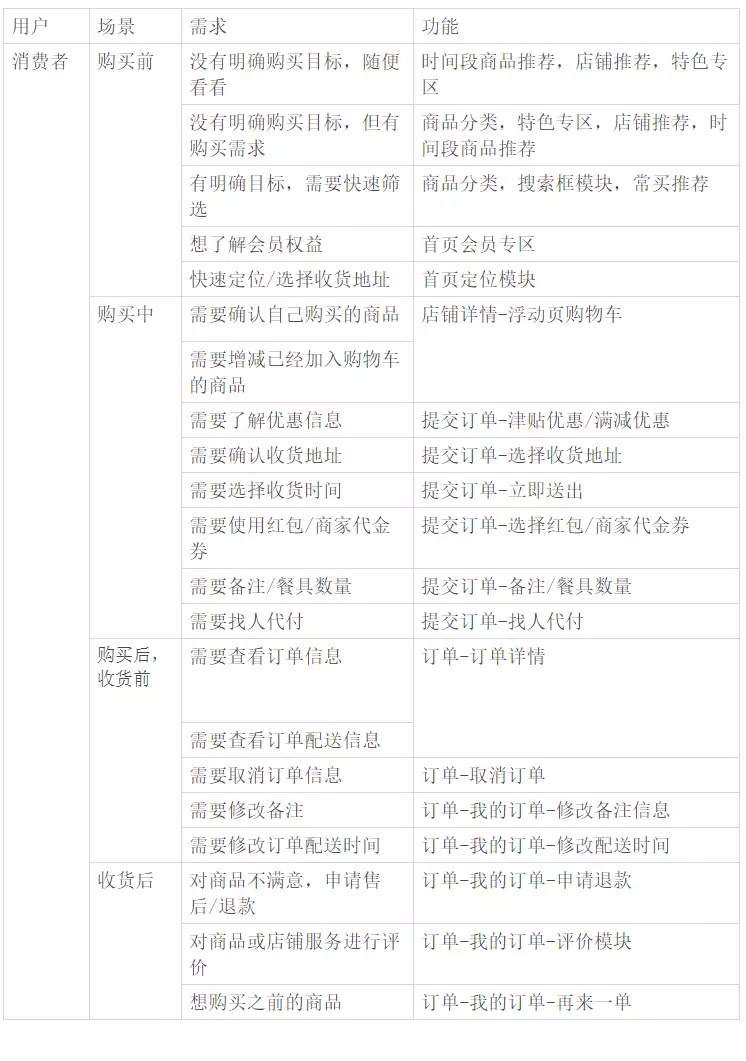 用户 场景 需求 功能
消费者 购买前 没有明确购买目标，随便 时间段商品推荐，店铺推荐，特色专
看看 区
没有明确购买目标，但有 商品分类，特色专区，店铺推荐，时
购买需求 间段商品推荐
有明确目标，需要快速筛 商品分类，搜索框模块，常买推荐
选
想了解会员权益 首页会员专区
快速定位/选择收货地址 首页定位模块
购买中 需要确认自己购买的商品 店铺详情-浮动页购物车
需要增减已经加入购物车
的商品
需要了解优惠信息 提交订单-津贴优惠/满减优惠
需要确认收货地址 提交订单-选择收货地址
需要选择收货时间 提交订单-立即送出
需要使用红包/商家代金 提交订单-选择红包/商家代金券
券
需要备注/餐具数量 提交订单-备注/餐具数量
需要找人代付 提交订单-找人代付
购买后， 需要查看订单信息 订单-订单详情
收货前
需要查看订单配送信息
需要取消订单信息 订单-取消订单
需要修改备注 订单-我的订单-修改备注信息
需要修改订单配送时间 订单-我的订单-修改配送时间
收货后 对商品不满意，申请售 订单-我的订单-申请退款
后/退款
对商品或店铺服务进行评 订单-我的订单-评价模块
价
想购买之前的商品 订单-我的订单-再来一单